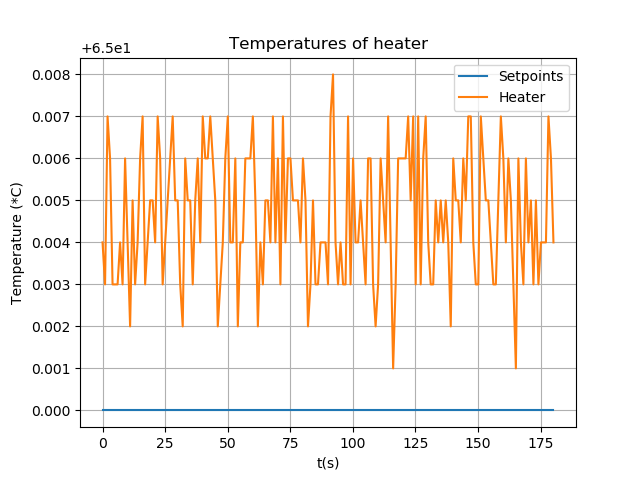 Temperatures of heater
+6.5e1
Setpoints
Heater
0.008
0.007
0.006
0.005
0.004
0.003
0.002
0.001
0.000
Temperature (*C)
0 25 50 75 100 125 150 175
t(s)